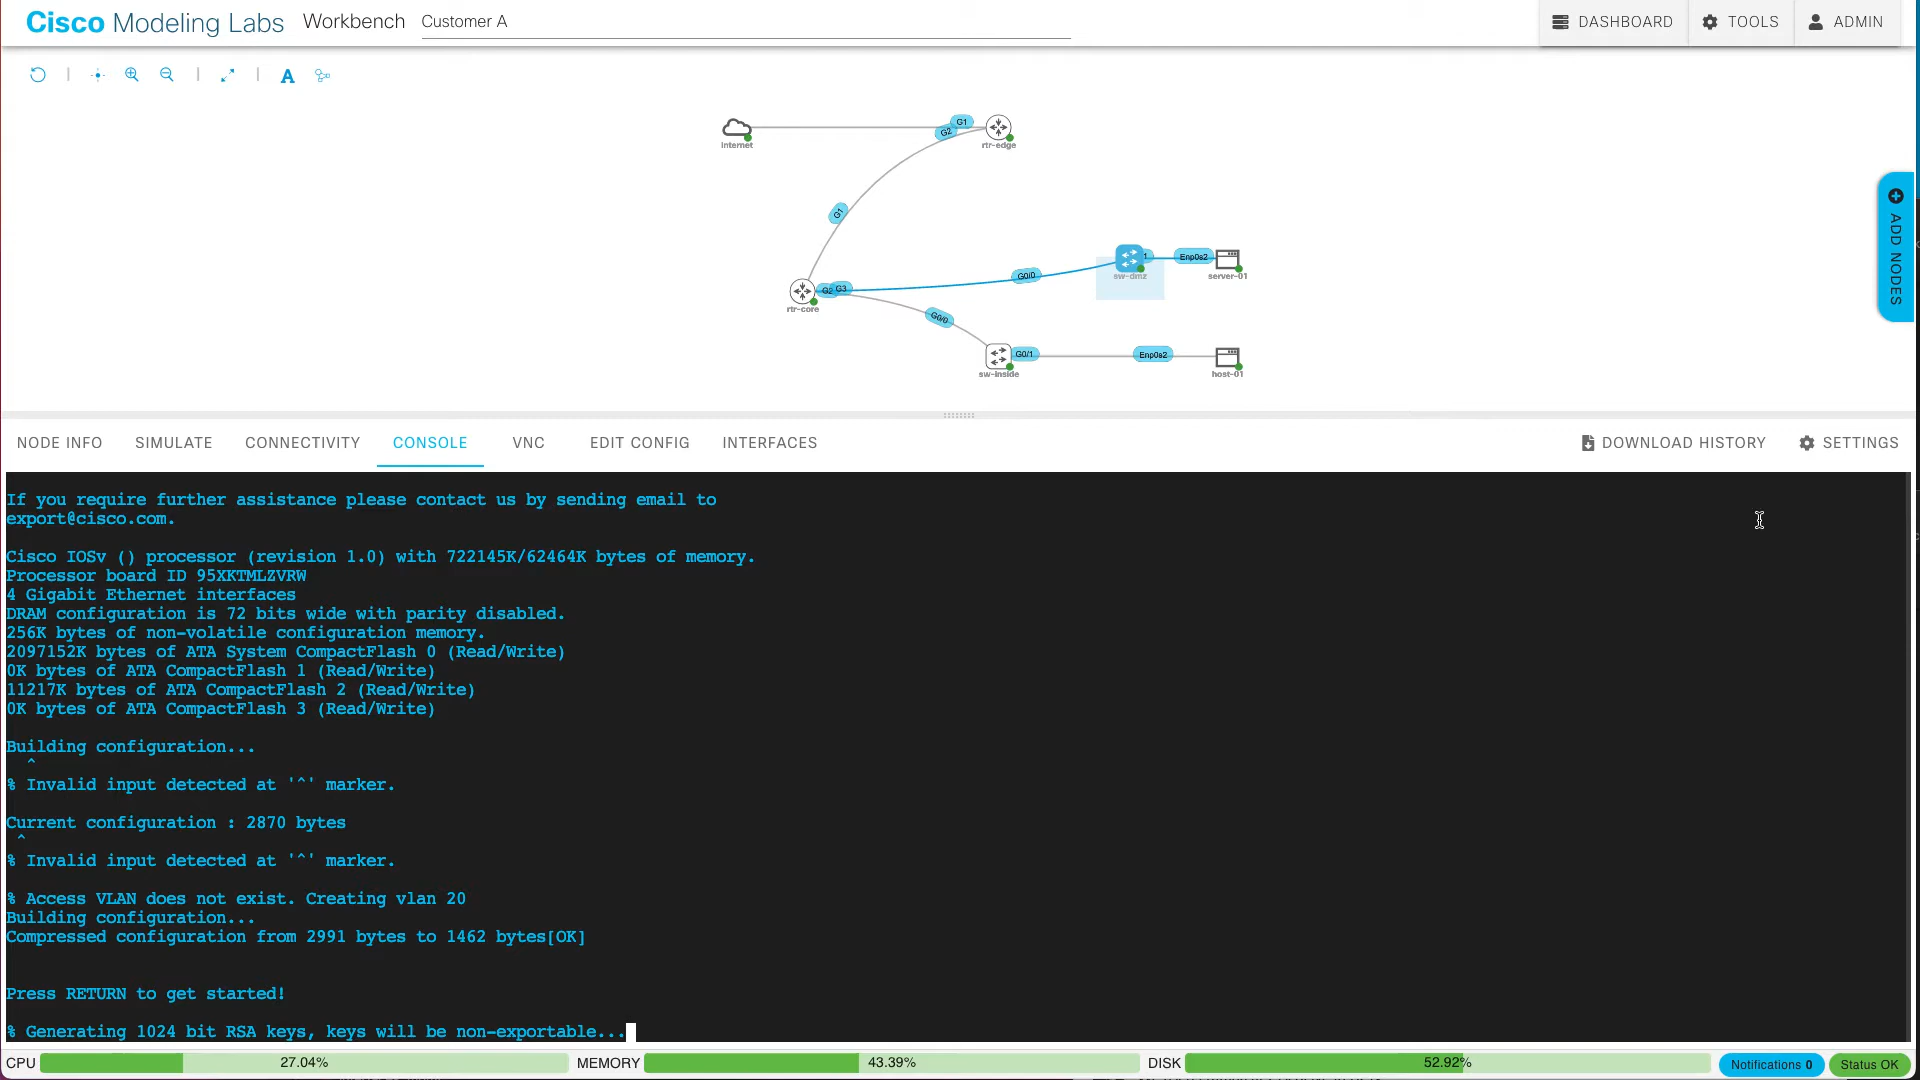 Cisco Modeling Labs Workbench Customer A DASHBOARD TOOLS ADMIN
A
ADD NODES
Internet
G2 G1
rtr-edge
G1
rtr-core
G2 G3
G0/0
sw-dmz
1
Enp0s2
server-01
G0/0
sw-inside
G0/1
Enp0s2
host-01
NODE INFO SIMULATE CONNECTIVITY CONSOLE VNC EDIT CONFIG INTERFACES DOWNLOAD HISTORY SETTINGS
If you require further assistance please contact us by sending email to
export@cisco.com.
Cisco IOSv () processor (revision 1.0) with 722145K/62464K bytes of memory.
Processor board ID 95XKTMLZVRW
4 Gigabit Ethernet interfaces
DRAM configuration is 72 bits wide with parity disabled.
256K bytes of non-volatile configuration memory.
2097152K bytes of ATA System CompactFlash 0 (Read/Write)
0K bytes of ATA CompactFlash 1 (Read/Write)
11217K bytes of ATA CompactFlash 2 (Read/Write)
0K bytes of ATA CompactFlash 3 (Read/Write)
Building configuration...
^
% Invalid input detected at '^' marker.
Current configuration : 2870 bytes
^
% Invalid input detected at '^' marker.
% Access VLAN does not exist. Creating vlan 20
Building configuration...
Compressed configuration from 2991 bytes to 1462 bytes[OK]
Press RETURN to get started!
% Generating 1024 bit RSA keys, keys will be non-exportable...
CPU 27.04% MEMORY 43.39% DISK 52.92% Notifications 0 Status OK